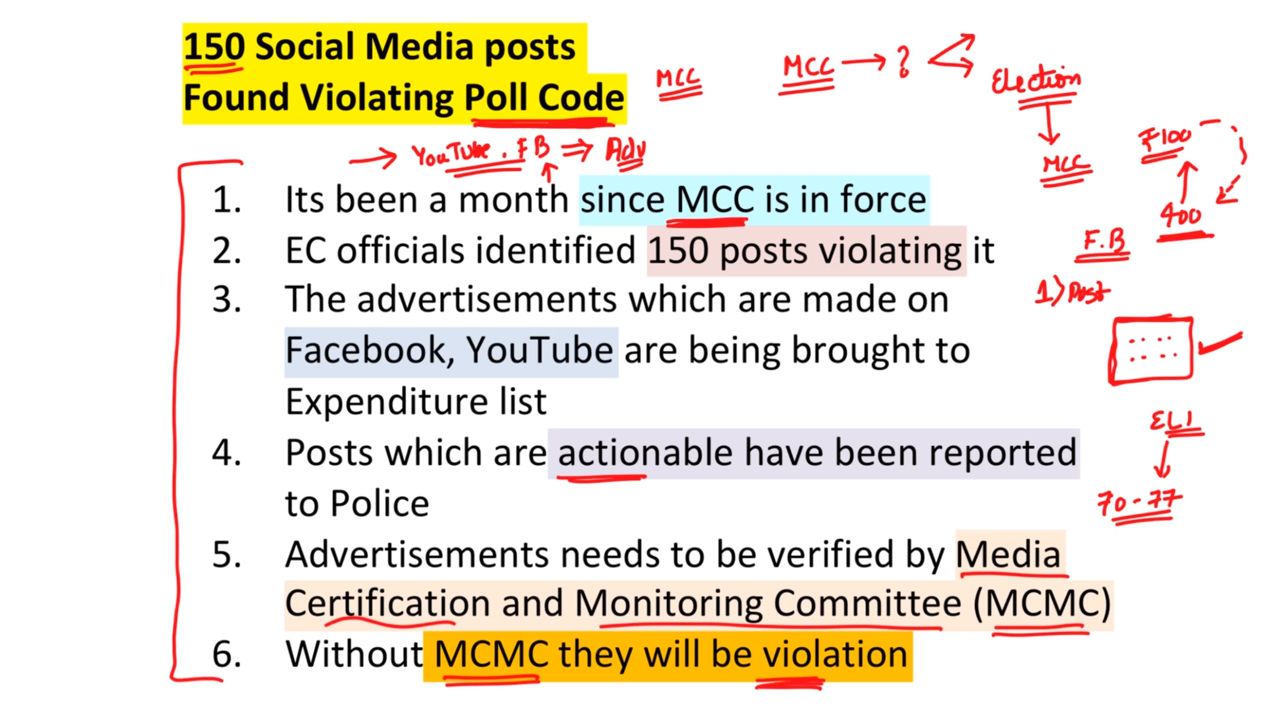 150 Social Media posts
Found Violating Poll Code
MCC
MCC → ?
Election
MCC
₹100
400
→ YouTube . FB ⇒ Adv
1. Its been a month since MCC is in force
2. EC officials identified 150 posts violating it
F.B
1) Post
3. The advertisements which are made on
Facebook, YouTube are being brought to
Expenditure list
4. Posts which are actionable have been reported
to Police
70-77
5. Advertisements needs to be verified by Media
Certification and Monitoring Committee (MCMC)
6. Without MCMC they will be violation